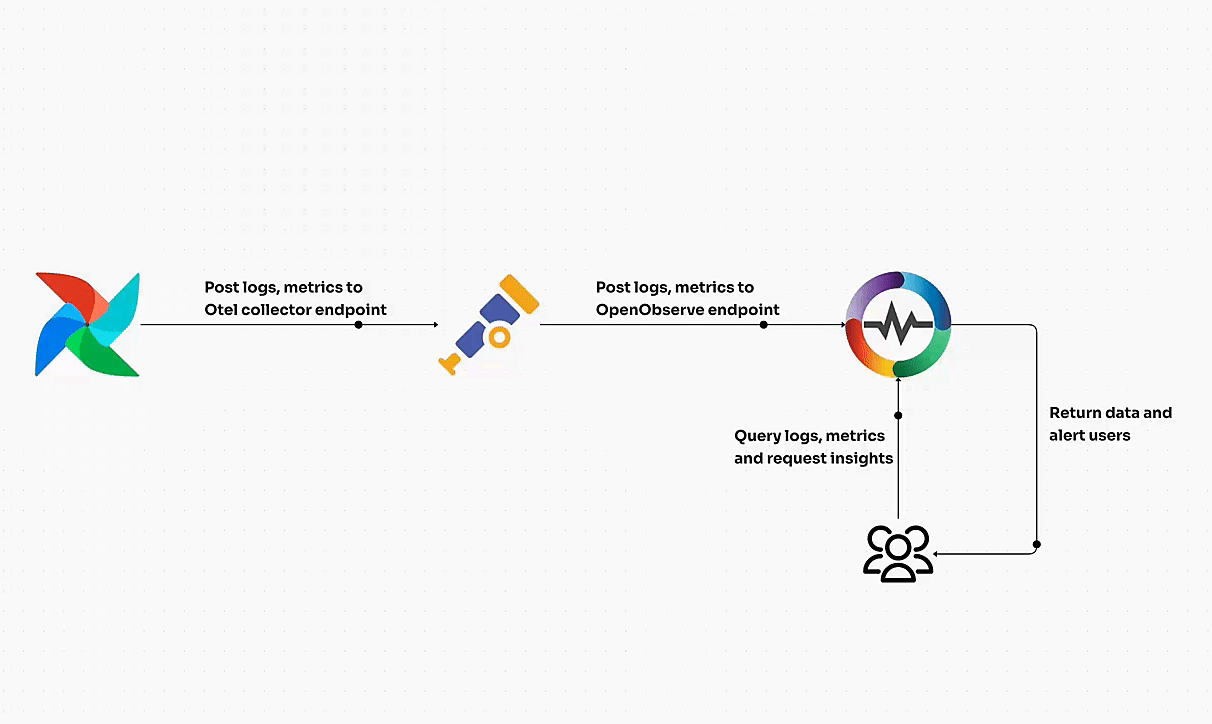 Post logs, metrics to
Otel collector endpoint
Post logs, metrics to
OpenObserve endpoint
Query logs, metrics
and request insights
Return data and
alert users